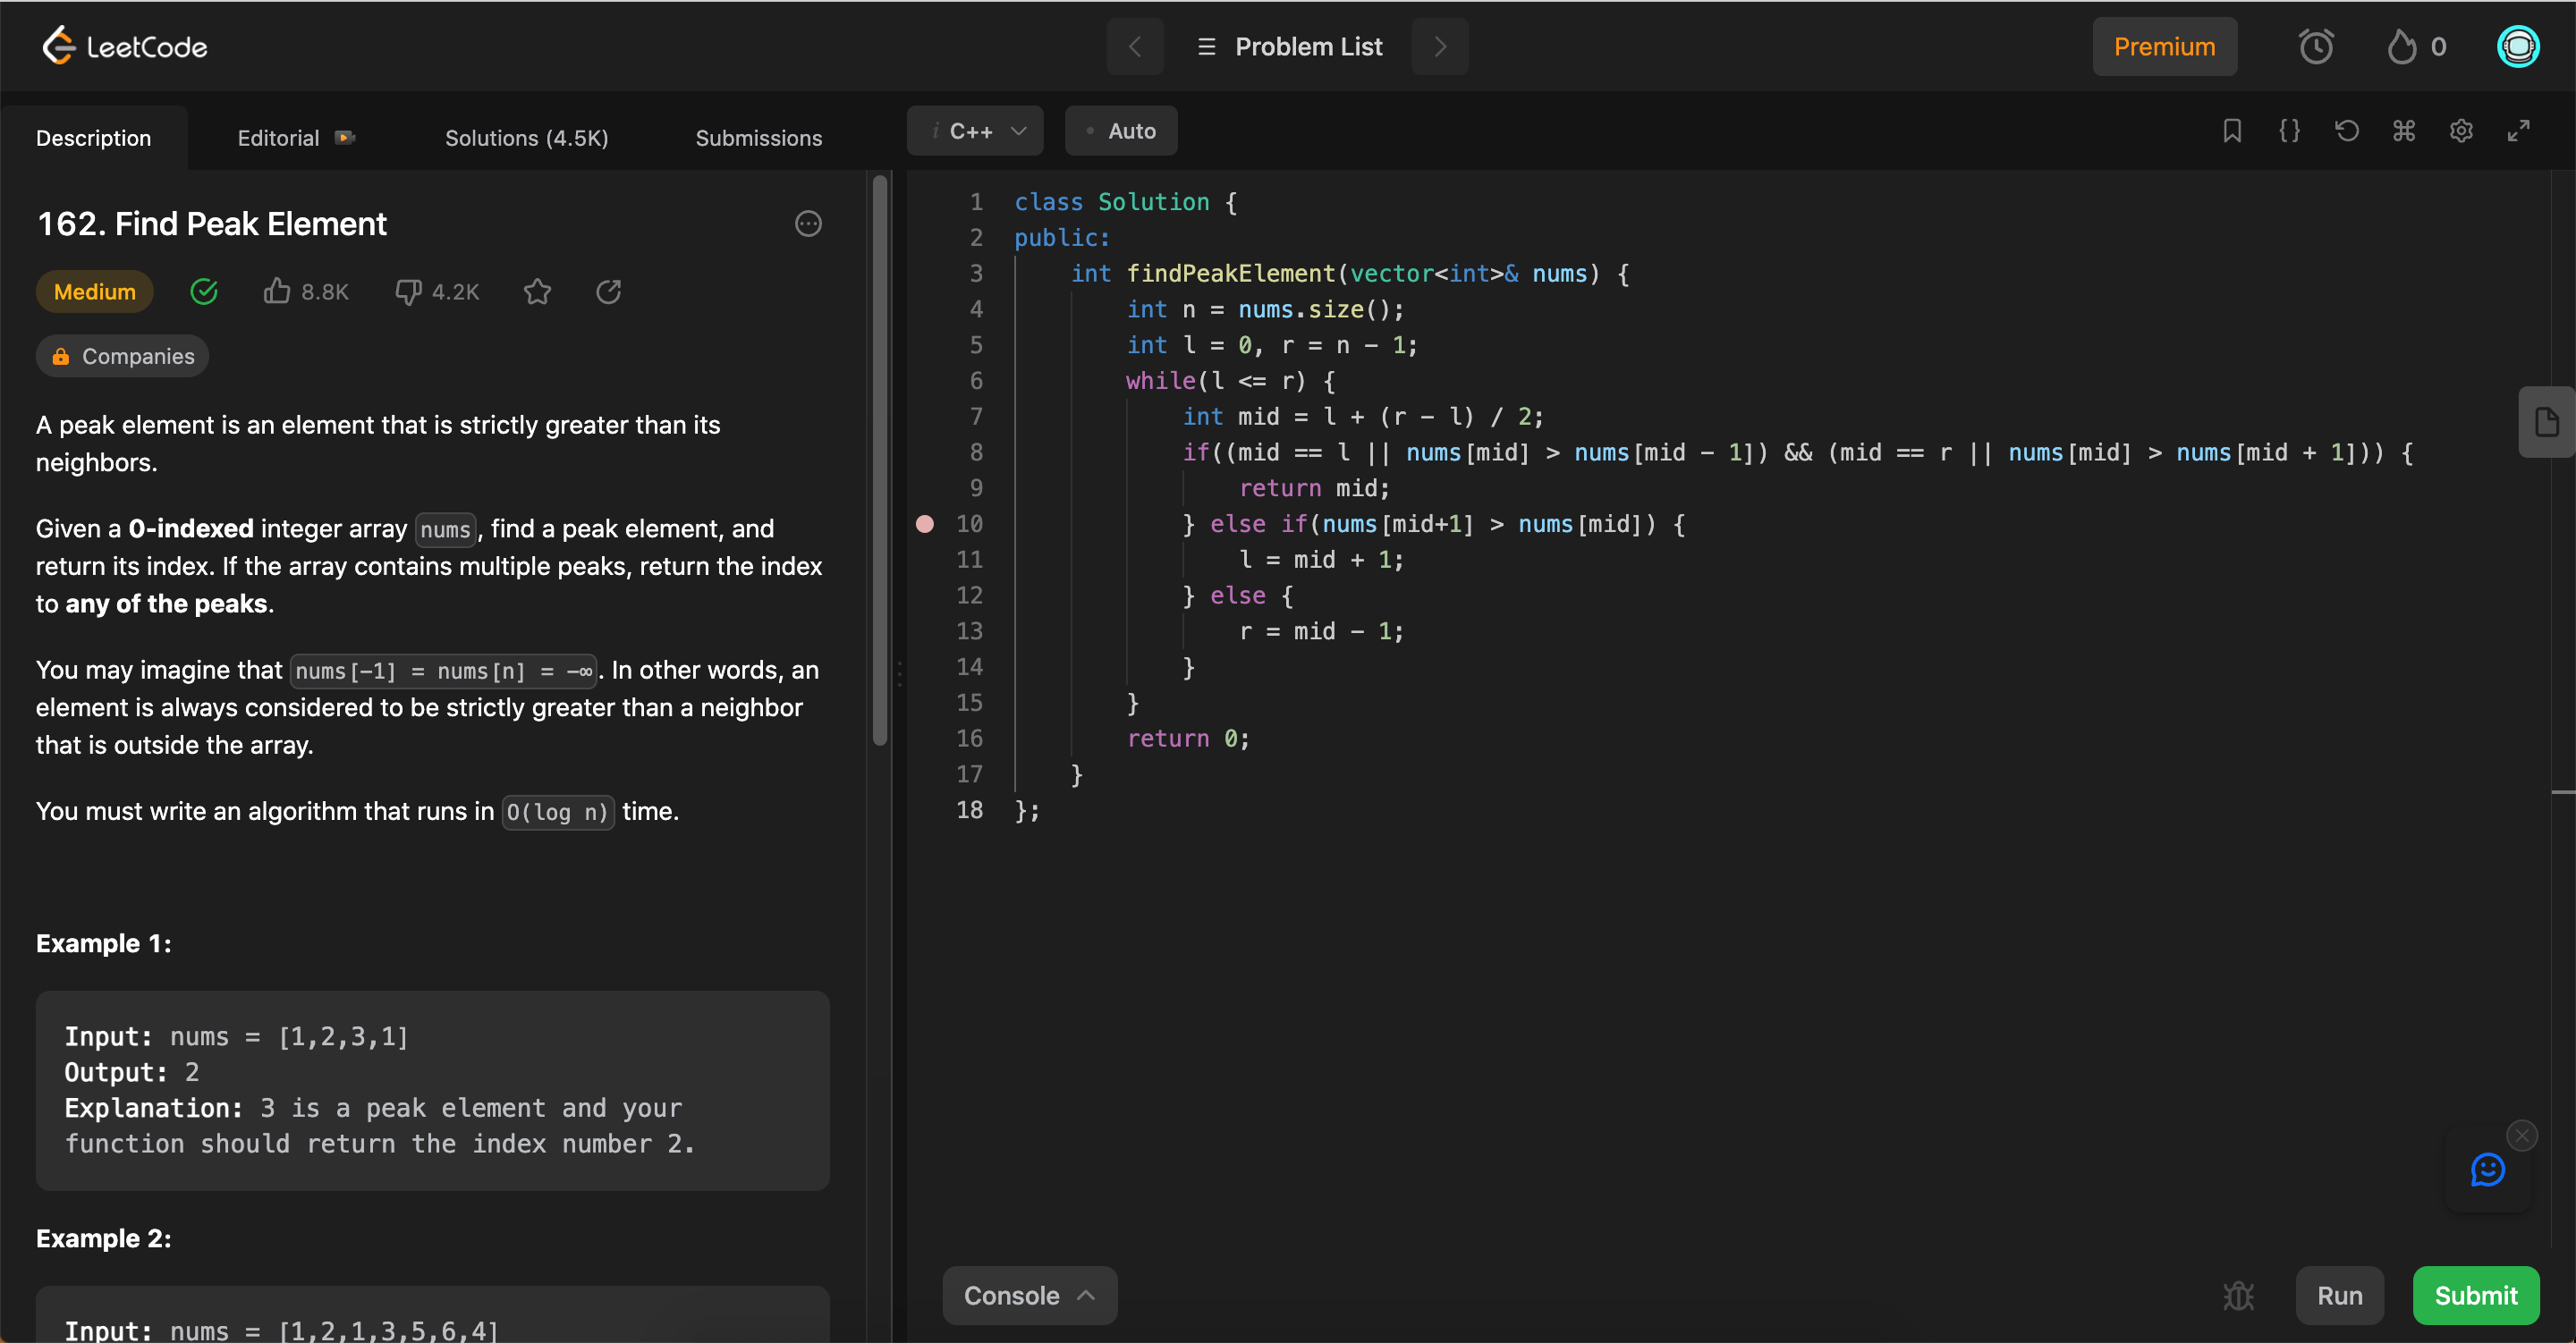 LeetCode
Problem List
Premium
0
Description
Editorial
Solutions (4.5K)
Submissions
i C++
Auto
162. Find Peak Element
Medium
8.8K
4.2K
Companies
A peak element is an element that is strictly greater than its
neighbors.
Given a 0-indexed integer array nums, find a peak element, and
return its index. If the array contains multiple peaks, return the index
to any of the peaks.
You may imagine that nums[-1] = nums[n] = -∞. In other words, an
element is always considered to be strictly greater than a neighbor
that is outside the array.
You must write an algorithm that runs in O(log n) time.
Example 1:
Input: nums = [1,2,3,1]
Output: 2
Explanation: 3 is a peak element and your
function should return the index number 2.
Example 2:
Input: nums = [1,2,1,3,5,6,4]
1 class Solution {
2 public:
3     int findPeakElement(vector<int>& nums) {
4         int n = nums.size();
5         int l = 0, r = n - 1;
6         while(l <= r) {
7             int mid = l + (r - l) / 2;
8             if((mid == l || nums[mid] > nums[mid - 1]) && (mid == r || nums[mid] > nums[mid + 1])) {
9                 return mid;
10             } else if(nums[mid+1] > nums[mid]) {
11                 l = mid + 1;
12             } else {
13                 r = mid - 1;
14             }
15         }
16         return 0;
17     }
18 };
Console
Run
Submit